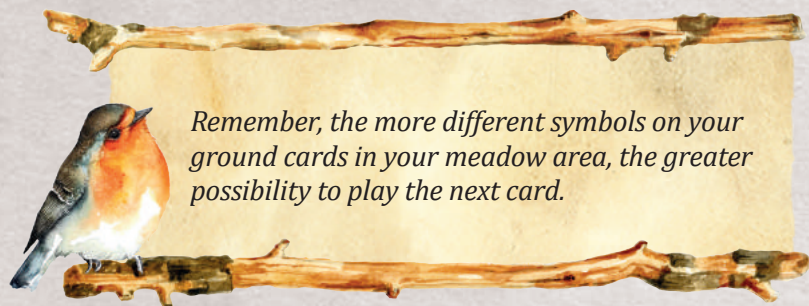 Remember, the more different symbols on your
ground cards in your meadow area, the greater
possibility to play the next card.